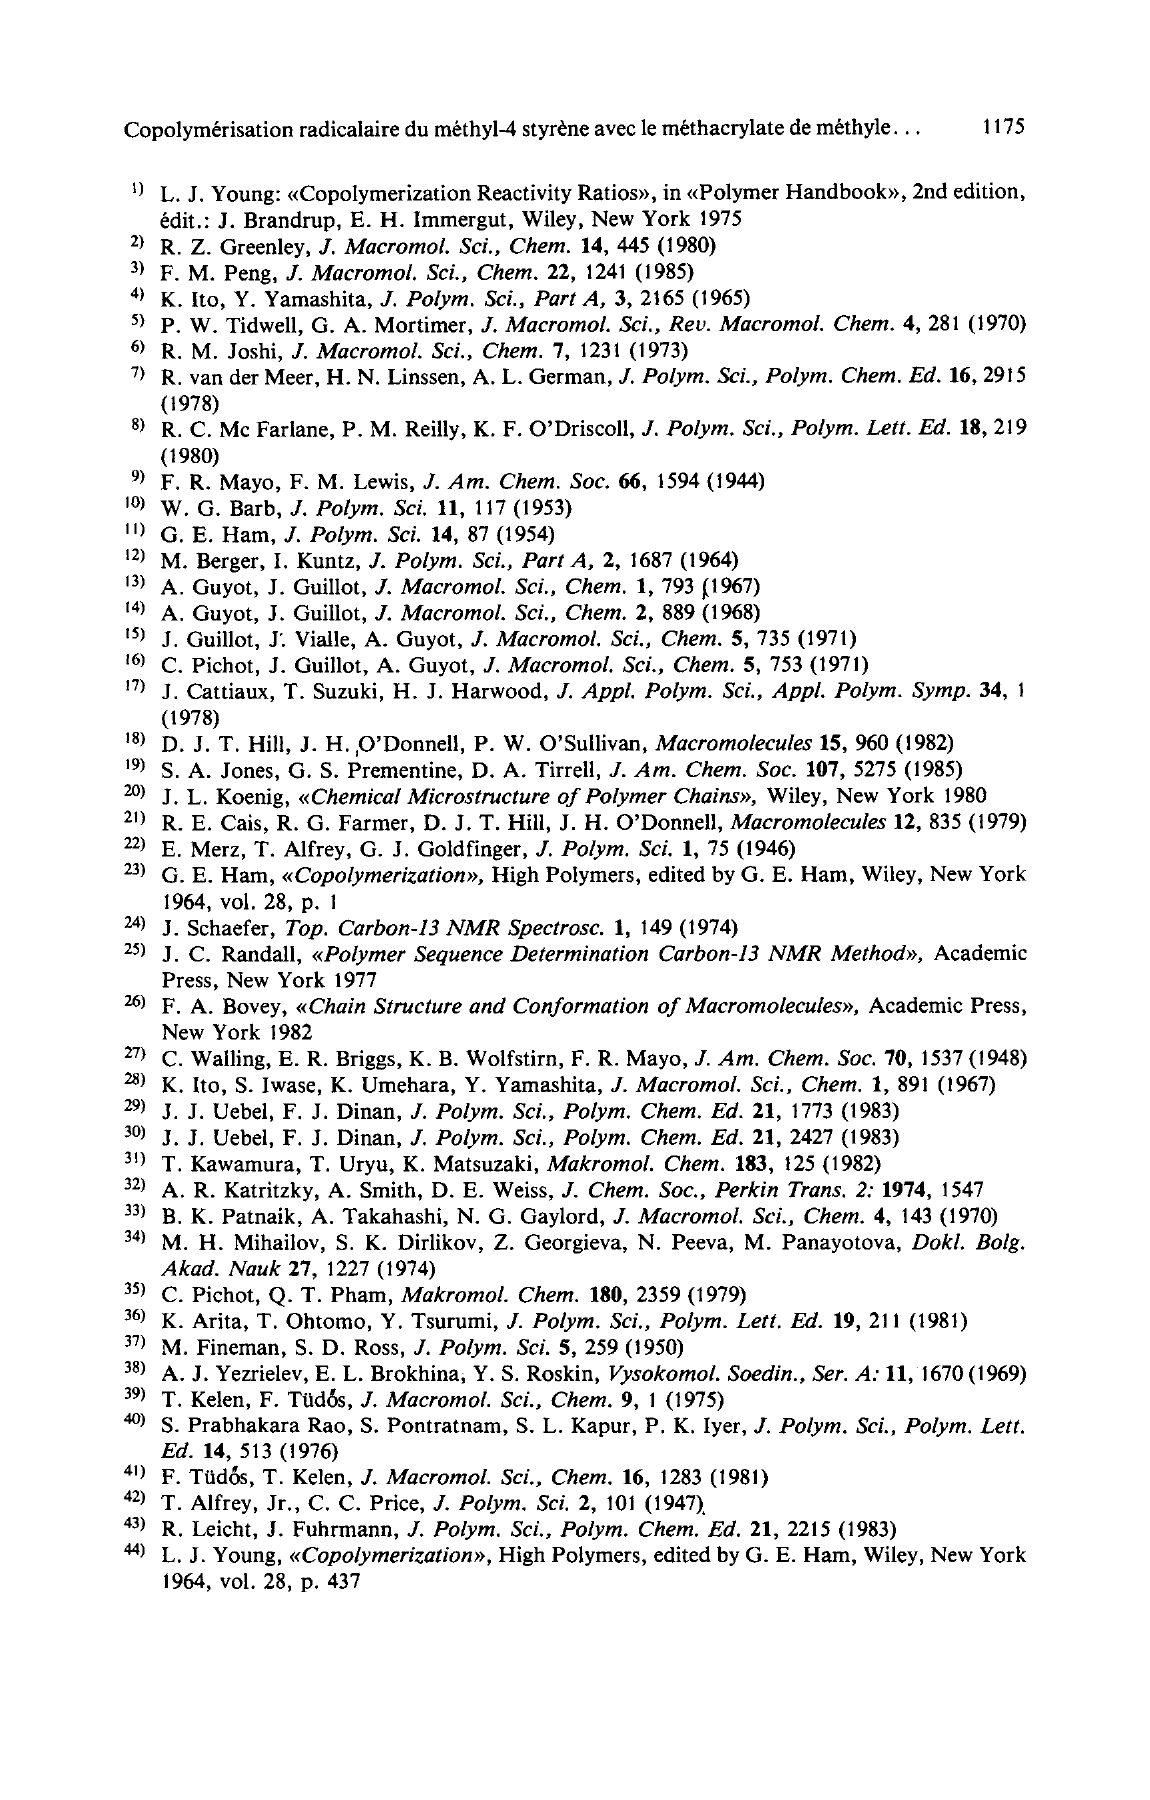 Copolymérisation radicalaire du méthyl-4 styrène avec le méthacrylate de méthyle... 1175
1) L. J. Young: «Copolymerization Reactivity Ratios», in «Polymer Handbook», 2nd edition,
édit.: J. Brandrup, E. H. Immergut, Wiley, New York 1975
2) R. Z. Greenley, J. Macromol. Sci., Chem. 14, 445 (1980)
3) F. M. Peng, J. Macromol. Sci., Chem. 22, 1241 (1985)
4) K. Ito, Y. Yamashita, J. Polym. Sci., Part A, 3, 2165 (1965)
5) P. W. Tidwell, G. A. Mortimer, J. Macromol. Sci., Rev. Macromol. Chem. 4, 281 (1970)
6) R. M. Joshi, J. Macromol. Sci., Chem. 7, 1231 (1973)
7) R. van der Meer, H. N. Linssen, A. L. German, J. Polym. Sci., Polym. Chem. Ed. 16, 2915
(1978)
8) R. C. Mc Farlane, P. M. Reilly, K. F. O'Driscoll, J. Polym. Sci., Polym. Lett. Ed. 18, 219
(1980)
9) F. R. Mayo, F. M. Lewis, J. Am. Chem. Soc. 66, 1594 (1944)
10) W. G. Barb, J. Polym. Sci. 11, 117 (1953)
11) G. E. Ham, J. Polym. Sci. 14, 87 (1954)
12) M. Berger, I. Kuntz, J. Polym. Sci., Part A, 2, 1687 (1964)
13) A. Guyot, J. Guillot, J. Macromol. Sci., Chem. 1, 793 (1967)
14) A. Guyot, J. Guillot, J. Macromol. Sci., Chem. 2, 889 (1968)
15) J. Guillot, J. Vialle, A. Guyot, J. Macromol. Sci., Chem. 5, 735 (1971)
16) C. Pichot, J. Guillot, A. Guyot, J. Macromol. Sci., Chem. 5, 753 (1971)
17) J. Cattiaux, T. Suzuki, H. J. Harwood, J. Appl. Polym. Sci., Appl. Polym. Symp. 34, 1
(1978)
18) D. J. T. Hill, J. H. O'Donnell, P. W. O'Sullivan, Macromolecules 15, 960 (1982)
19) S. A. Jones, G. S. Prementine, D. A. Tirrell, J. Am. Chem. Soc. 107, 5275 (1985)
20) J. L. Koenig, «Chemical Microstructure of Polymer Chains», Wiley, New York 1980
21) R. E. Cais, R. G. Farmer, D. J. T. Hill, J. H. O'Donnell, Macromolecules 12, 835 (1979)
22) E. Merz, T. Alfrey, G. J. Goldfinger, J. Polym. Sci. 1, 75 (1946)
23) G. E. Ham, «Copolymerization», High Polymers, edited by G. E. Ham, Wiley, New York
1964, vol. 28, p. 1
24) J. Schaefer, Top. Carbon-13 NMR Spectrosc. 1, 149 (1974)
25) J. C. Randall, «Polymer Sequence Determination Carbon-13 NMR Method», Academic
Press, New York 1977
26) F. A. Bovey, «Chain Structure and Conformation of Macromolecules», Academic Press,
New York 1982
27) C. Walling, E. R. Briggs, K. B. Wolfstirn, F. R. Mayo, J. Am. Chem. Soc. 70, 1537 (1948)
28) K. Ito, S. Iwase, K. Umehara, Y. Yamashita, J. Macromol. Sci., Chem. 1, 891 (1967)
29) J. J. Uebel, F. J. Dinan, J. Polym. Sci., Polym. Chem. Ed. 21, 1773 (1983)
30) J. J. Uebel, F. J. Dinan, J. Polym. Sci., Polym. Chem. Ed. 21, 2427 (1983)
31) T. Kawamura, T. Uryu, K. Matsuzaki, Makromol. Chem. 183, 125 (1982)
32) A. R. Katritzky, A. Smith, D. E. Weiss, J. Chem. Soc., Perkin Trans. 2: 1974, 1547
33) B. K. Patnaik, A. Takahashi, N. G. Gaylord, J. Macromol. Sci., Chem. 4, 143 (1970)
34) M. H. Mihailov, S. K. Dirlikov, Z. Georgieva, N. Peeva, M. Panayotova, Dokl. Bolg.
Akad. Nauk 27, 1227 (1974)
35) C. Pichot, Q. T. Pham, Makromol. Chem. 180, 2359 (1979)
36) K. Arita, T. Ohtomo, Y. Tsurumi, J. Polym. Sci., Polym. Lett. Ed. 19, 211 (1981)
37) M. Fineman, S. D. Ross, J. Polym. Sci. 5, 259 (1950)
38) A. J. Yezrielev, E. L. Brokhina, Y. S. Roskin, Vysokomol. Soedin., Ser. A: 11, 1670 (1969)
39) T. Kelen, F. Tüdős, J. Macromol. Sci., Chem. 9, 1 (1975)
40) S. Prabhakara Rao, S. Pontratnam, S. L. Kapur, P. K. Iyer, J. Polym. Sci., Polym. Lett.
Ed. 14, 513 (1976)
41) F. Tüdős, T. Kelen, J. Macromol. Sci., Chem. 16, 1283 (1981)
42) T. Alfrey, Jr., C. C. Price, J. Polym. Sci. 2, 101 (1947)
43) R. Leicht, J. Fuhrmann, J. Polym. Sci., Polym. Chem. Ed. 21, 2215 (1983)
44) L. J. Young, «Copolymerization», High Polymers, edited by G. E. Ham, Wiley, New York
1964, vol. 28, p. 437